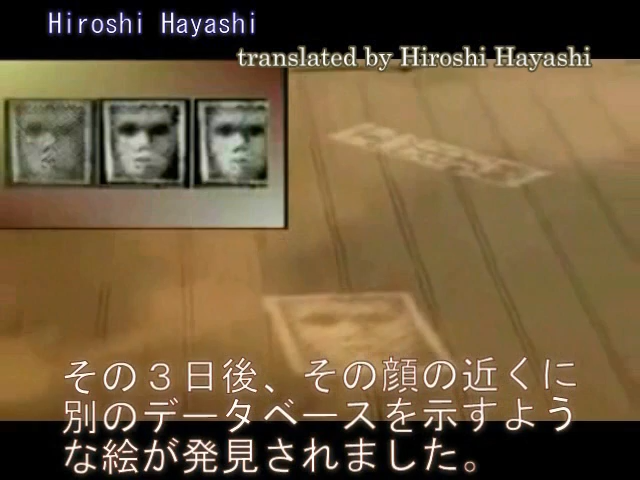 Hiroshi Hayashi
translated by Hiroshi Hayashi
その３日後、その顔の近くに
別のデータベースを示すよう
な絵が発見されました。